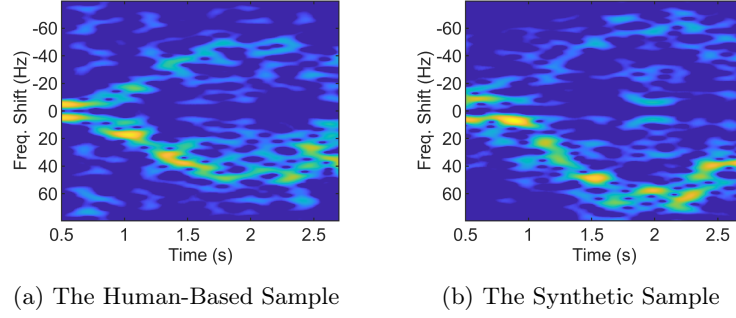 -60
-40
-20
0
20
40
60
Freq. Shift (Hz)
0.5 1 1.5 2 2.5
Time (s)
(a) The Human-Based Sample
-60
-40
-20
0
20
40
60
Freq. Shift (Hz)
0.5 1 1.5 2 2.5
Time (s)
(b) The Synthetic Sample